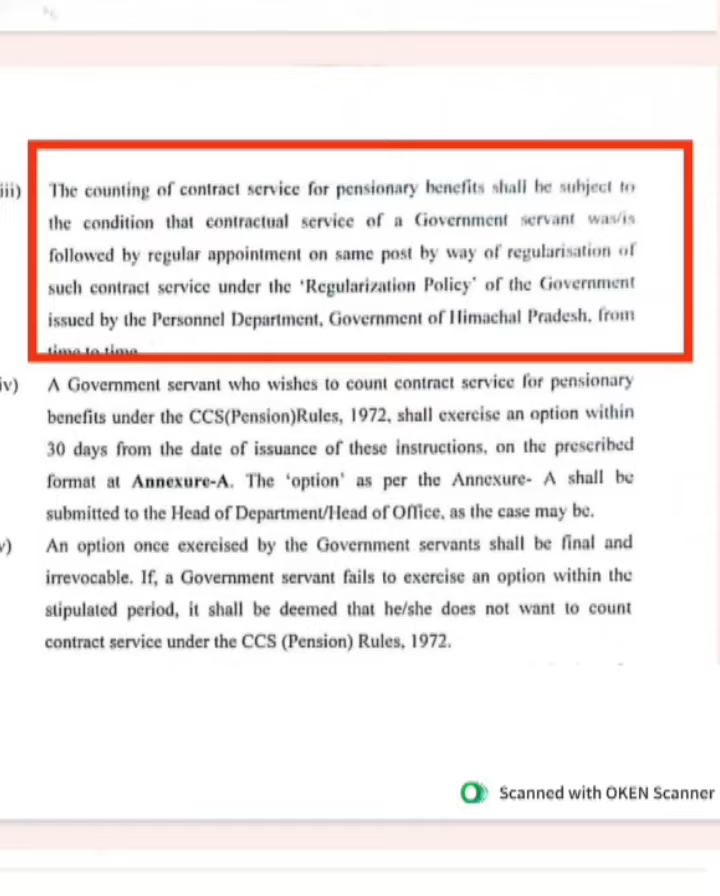 iii) The counting of contract service for pensionary benefits shall be subject to
the condition that contractual service of a Government servant was/is
followed by regular appointment on same post by way of regularisation of
such contract service under the 'Regularization Policy' of the Government
issued by the Personnel Department, Government of Himachal Pradesh, from
time to time
iv) A Government servant who wishes to count contract service for pensionary
benefits under the CCS(Pension)Rules, 1972, shall exercise an option within
30 days from the date of issuance of these instructions, on the prescribed
format at Annexure-A. The 'option' as per the Annexure- A shall be
submitted to the Head of Department/Head of Office, as the case may be.
v) An option once exercised by the Government servants shall be final and
irrevocable. If, a Government servant fails to exercise an option within the
stipulated period, it shall be deemed that he/she does not want to count
contract service under the CCS (Pension) Rules, 1972.
Scanned with OKEN Scanner